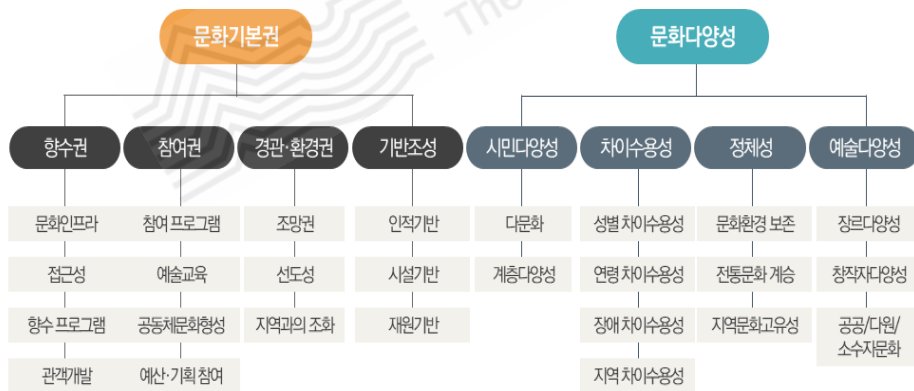 The
문화기본권
문화다양성
향수권
참여권
경관·환경권
기반조성
시민다양성
차이수용성
정체성
예술다양성
문화인프라
참여 프로그램
조망권
인적기반
다문화
성별 차이수용성
문화환경 보존
장르다양성
접근성
예술교육
선도성
시설기반
계층다양성
연령 차이수용성
전통문화 계승
창작자다양성
향수 프로그램
공동체문화형성
지역과의 조화
재원기반
장애 차이수용성
지역문화고유성
공공/다원/
소수자문화
관객개발
예산·기획 참여
지역 차이수용성